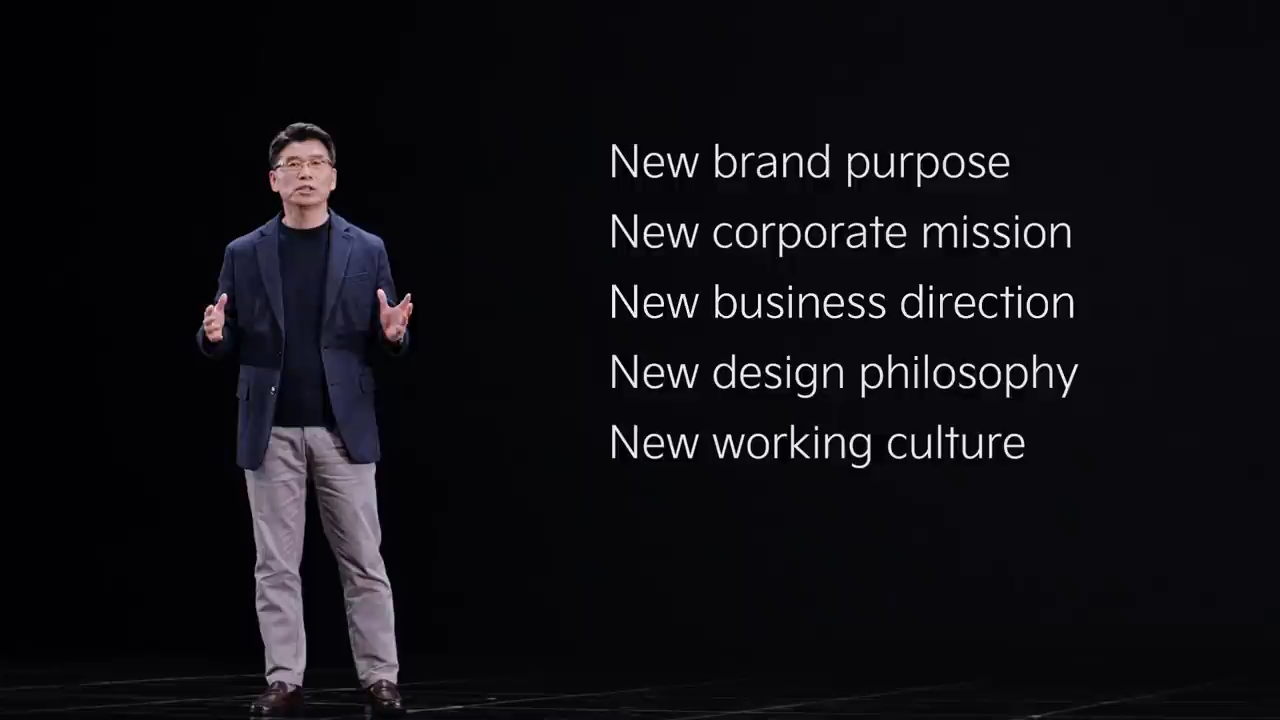 New brand purpose
New corporate mission
New business direction
New design philosophy
New working culture